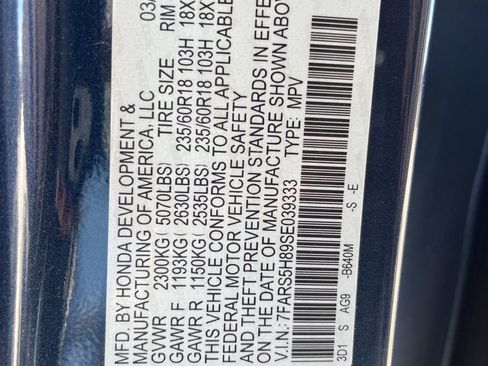 MFD. BY HONDA DEVELOPMENT & 03
MANUFACTURING OF AMERICA, LLC
GVWR 2300KG( 5070LBS) TIRE SIZE RIM
GAWR F 1193KG( 2630LBS) 235/60R18 103H 18X
GAWR R 1150KG( 2535LBS) 235/60R18 103H 18X
THIS VEHICLE CONFORMS TO ALL APPLICABLE
FEDERAL MOTOR VEHICLE SAFETY
AND THEFT PREVENTION STANDARDS IN EFFE
ON THE DATE OF MANUFACTURE SHOWN ABOV
V.I.N.: 7FARS5H89SE039333 TYPE: MPV
3D1 S AG9 -B640M -S -E